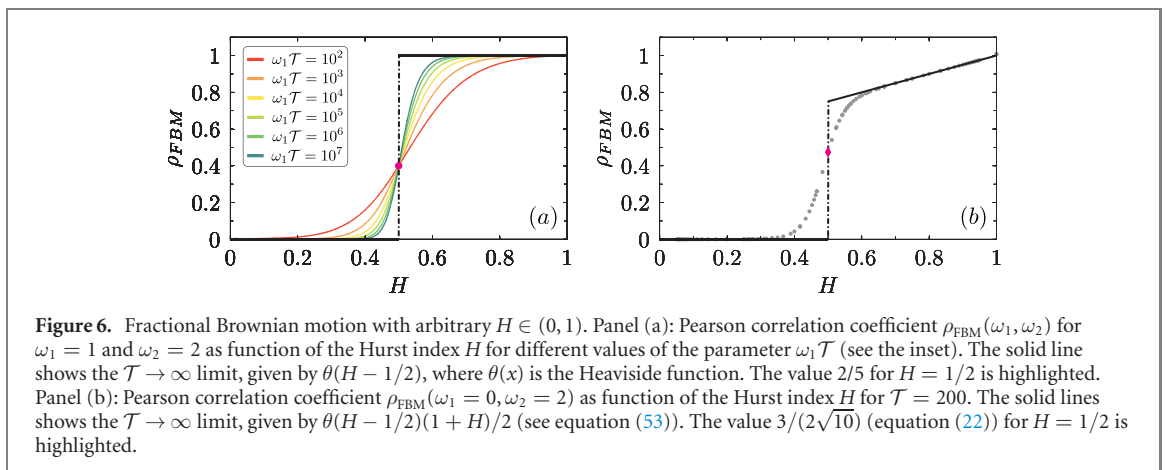 1
0.8
0.6
0.4
0.2
0
ρFBM
ω₁𝒯 = 10²
ω₁𝒯 = 10³
ω₁𝒯 = 10⁴
ω₁𝒯 = 10⁵
ω₁𝒯 = 10⁶
ω₁𝒯 = 10⁷
(a)
0 0.2 0.4 0.6 0.8 1
H
1
0.8
0.6
0.4
0.2
0
ρFBM
(b)
0 0.2 0.4 0.6 0.8 1
H
Figure 6. Fractional Brownian motion with arbitrary H ∈ (0, 1). Panel (a): Pearson correlation coefficient ρFBM(ω₁, ω₂) for
ω₁ = 1 and ω₂ = 2 as function of the Hurst index H for different values of the parameter ω₁𝒯 (see the inset). The solid line
shows the 𝒯 → ∞ limit, given by θ(H − 1/2), where θ(x) is the Heaviside function. The value 2/5 for H = 1/2 is highlighted.
Panel (b): Pearson correlation coefficient ρFBM(ω₁ = 0, ω₂ = 2) as function of the Hurst index H for 𝒯 = 200. The solid lines
shows the 𝒯 → ∞ limit, given by θ(H − 1/2)(1 + H)/2 (see equation (53)). The value 3/(2√10) (equation (22)) for H = 1/2 is
highlighted.